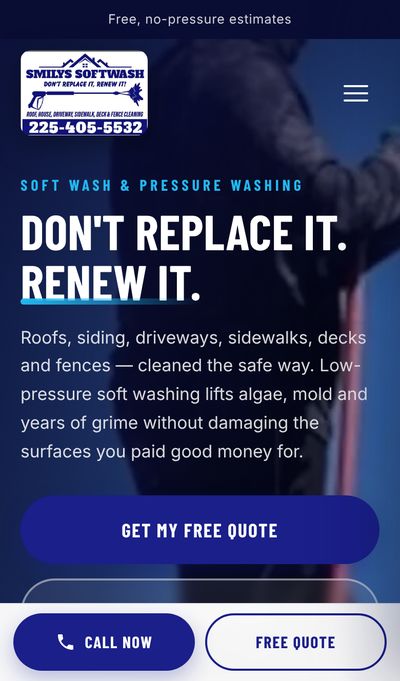 Free, no-pressure estimates
SMILYS SOFTWASH
DON'T REPLACE IT, RENEW IT!
ROOF, HOUSE, DRIVEWAY, SIDEWALK, DECK & FENCE CLEANING
225-405-5532
SOFT WASH & PRESSURE WASHING
DON'T REPLACE IT.
RENEW IT.
Roofs, siding, driveways, sidewalks, decks
and fences — cleaned the safe way. Low-
pressure soft washing lifts algae, mold and
years of grime without damaging the
surfaces you paid good money for.
GET MY FREE QUOTE
CALL NOW
FREE QUOTE